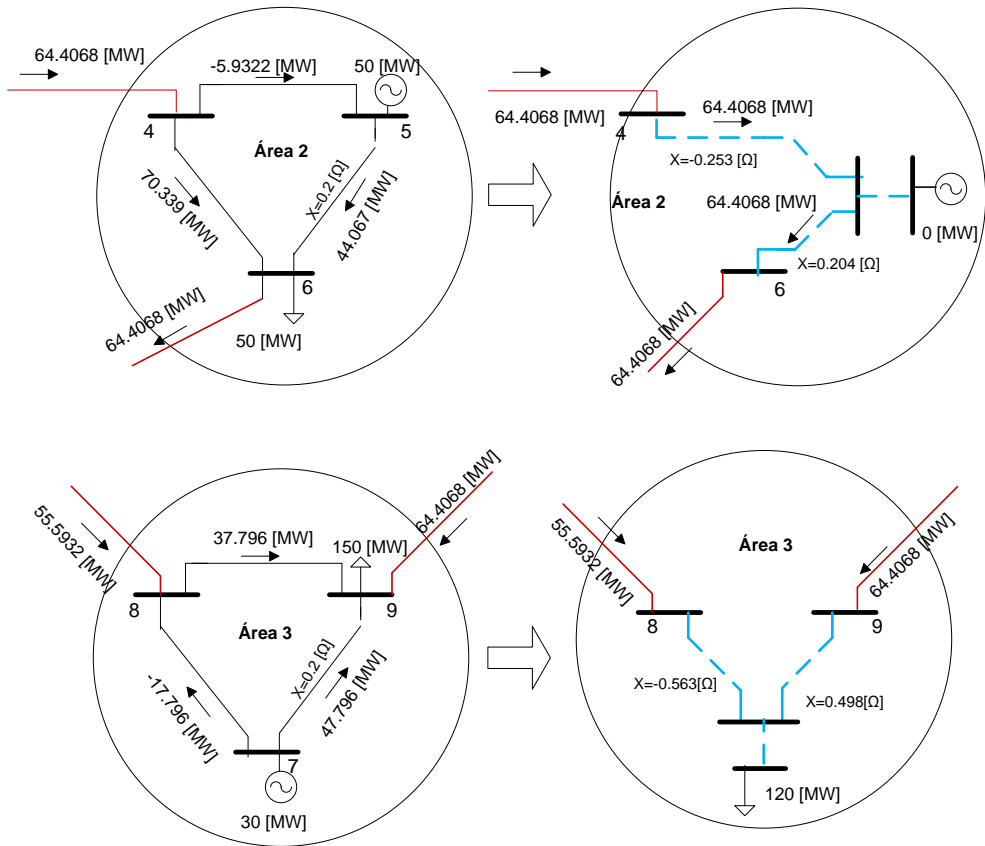 64.4068 [MW]
-5.9322 [MW]
50 [MW]
4
5
Área 2
70.339 [MW]
X=0.2 [Ω]
44.067 [MW]
6
64.4068 [MW]
50 [MW]
64.4068 [MW]
4
64.4068 [MW]
X=-0.253 [Ω]
Área 2
64.4068 [MW]
0 [MW]
X=0.204 [Ω]
6
64.4068 [MW]
55.5932 [MW]
37.796 [MW]
150 [MW]
64.4068 [MW]
8
9
Área 3
-17.796 [MW]
X=0.2 [Ω]
47.796 [MW]
7
30 [MW]
55.5932 [MW]
Área 3
64.4068 [MW]
8
9
X=-0.563[Ω]
X=0.498[Ω]
120 [MW]